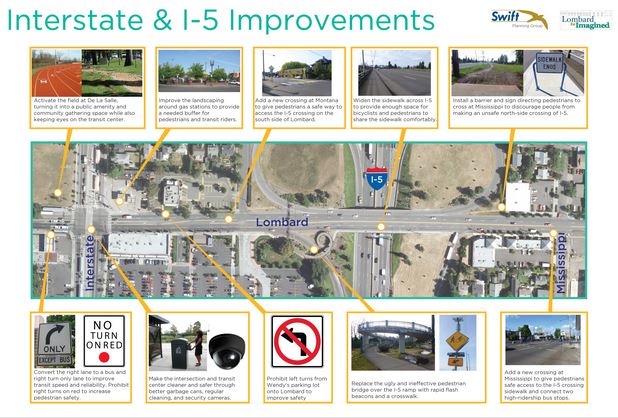 Interstate & I-5 Improvements
Swift
Planning Group
Lombard
Re-Imagined
Activate the field at De La Salle,
turning it into a public amenity and
community gathering space while also
keeping eyes on the transit center.
Improve the landscaping
around gas stations to provide
a needed buffer for
pedestrians and transit riders.
Add a new crossing at Montana
to give pedestrians a safe way to
access the I-5 crossing on the
south side of Lombard.
Widen the sidewalk across I-5
to provide enough space for
bicyclists and pedestrians to
share the sidewalk comfortably.
SIDEWALK
ENDS
Install a barrier and sign directing pedestrians to
cross at Mississippi to discourage people from
making an unsafe north-side crossing of I-5.
I-5
Lombard
Interstate
Mississippi
ONLY
EXCEPT BUS
NO
TURN
ON RED
Convert the right lane to a bus and
right turn only lane to improve
transit speed and reliability. Prohibit
right turns on red to increase
pedestrian safety.
Make the intersection and transit
center cleaner and safer through
better garbage cans, regular
cleaning, and security cameras.
Prohibit left turns from
Wendy's parking lot
onto Lombard to
improve safety
Replace the ugly and ineffective pedestrian
bridge over the I-5 ramp with rapid flash
beacons and a crosswalk.
Add a new crossing at
Mississippi to give pedestrians
safe access to the I-5 crossing
sidewalk and connect two
high-ridership bus stops.